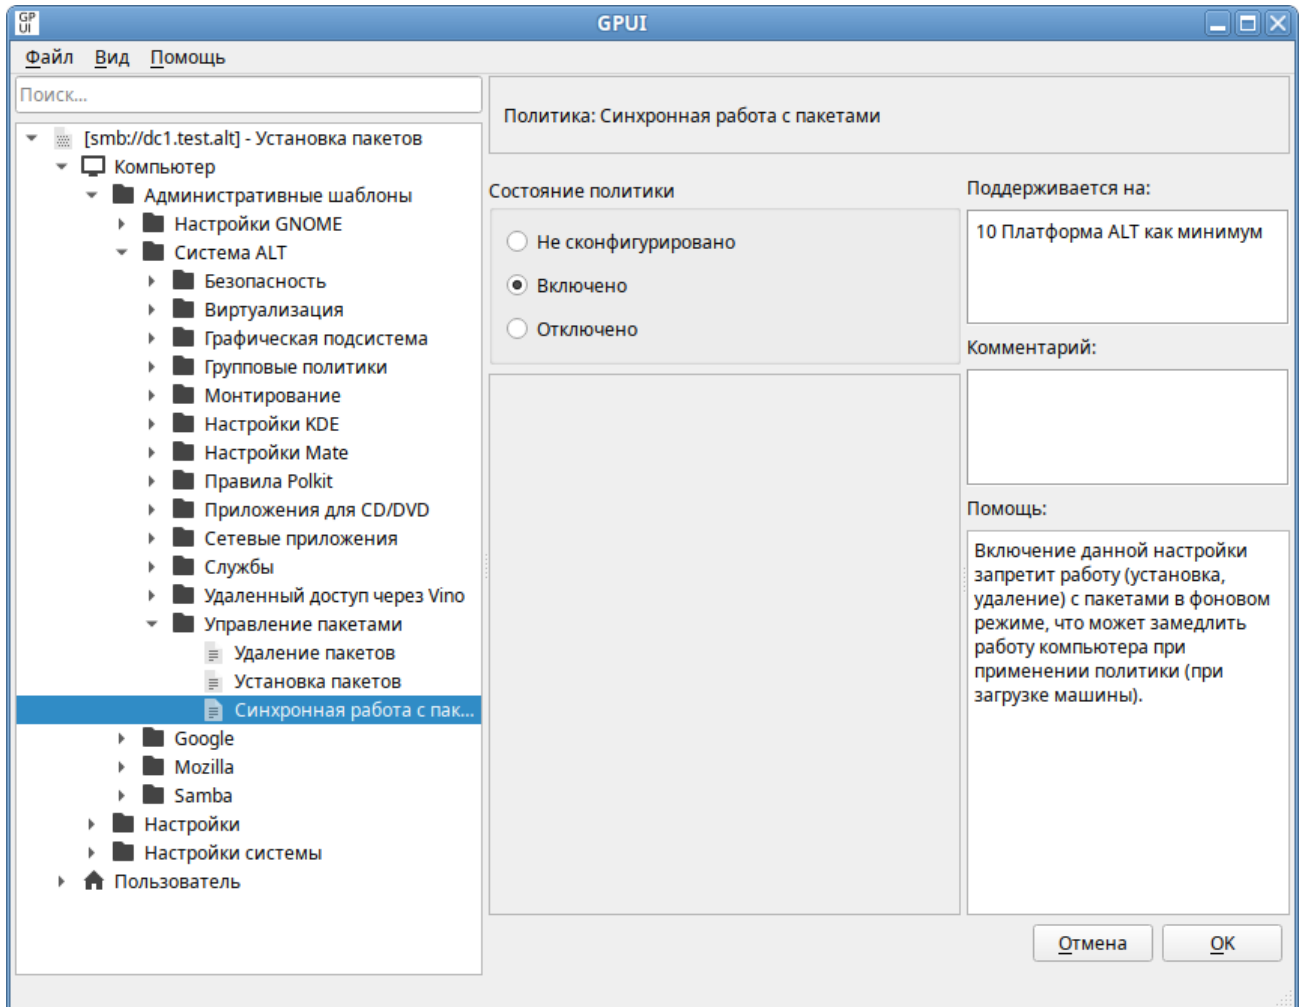 GP
UI
GPUI
Файл Вид Помощь
Поиск...
[smb://dc1.test.alt] - Установка пакетов
Компьютер
Административные шаблоны
Настройки GNOME
Система ALT
Безопасность
Виртуализация
Графическая подсистема
Групповые политики
Монтирование
Настройки KDE
Настройки Mate
Правила Polkit
Приложения для CD/DVD
Сетевые приложения
Службы
Удаленный доступ через Vino
Управление пакетами
Удаление пакетов
Установка пакетов
Синхронная работа с пак...
Google
Mozilla
Samba
Настройки
Настройки системы
Пользователь
Политика: Синхронная работа с пакетами
Состояние политики
Не сконфигурировано
Включено
Отключено
Поддерживается на:
10 Платформа ALT как минимум
Комментарий:
Помощь:
Включение данной настройки
запретит работу (установка,
удаление) с пакетами в фоновом
режиме, что может замедлить
работу компьютера при
применении политики (при
загрузке машины).
Отмена
OK